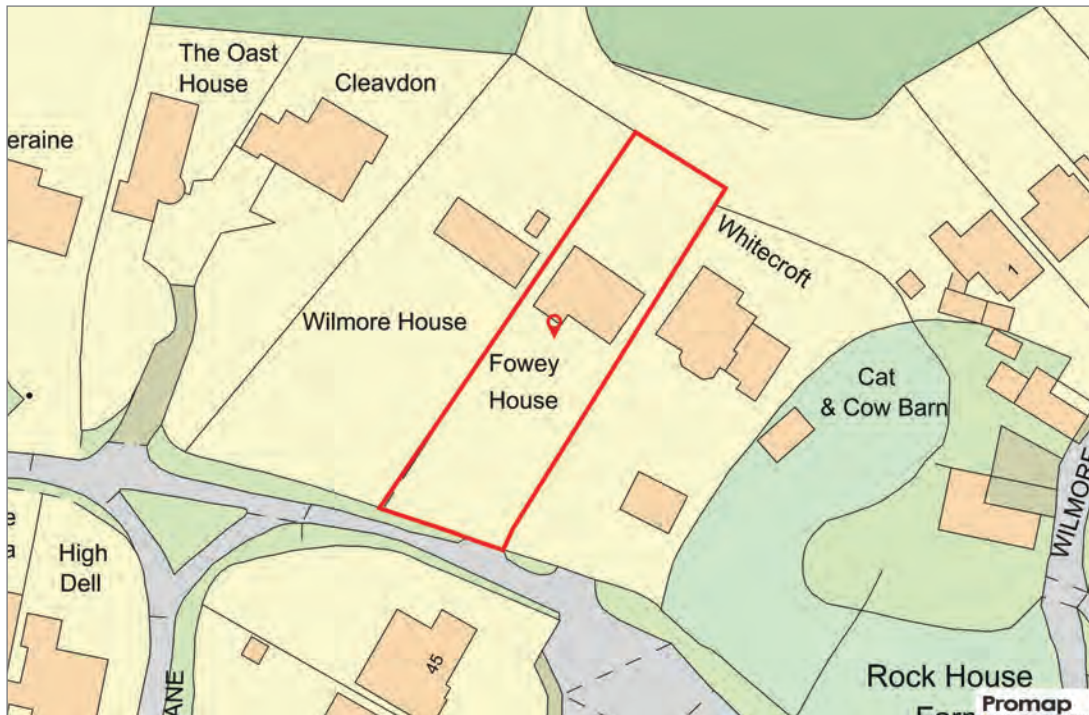 The Oast
House
Cleavdon
eraine
Whitecroft
1
Wilmore House
Fowey
House
Cat
& Cow Barn
WILMORE
High
Dell
45
ANE
Rock House
Promap